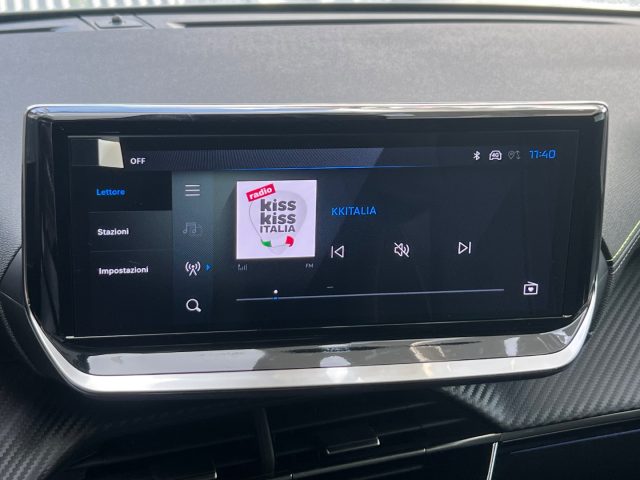 OFF
11:40
Lettore
Stazioni
Impostazioni
radio
kiss
kiss
ITALIA
FM
KKITALIA